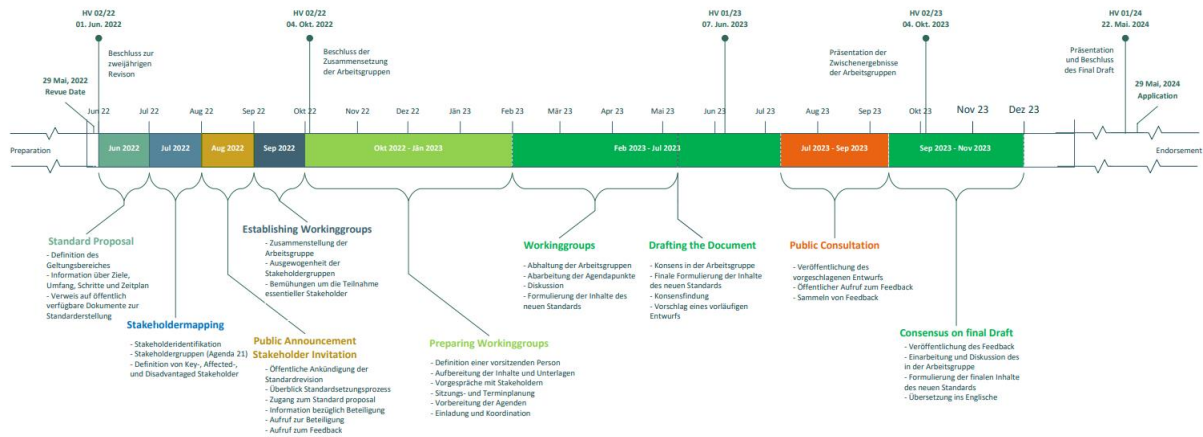 HV 02/22
01. Jun. 2022
Beschluss zur
zweijährigen
Revison
HV 02/22
04. Okt. 2022
Beschluss der
Zusammensetzung
der Arbeitsgruppen
HV 01/23
07. Jun. 2023
HV 02/23
04. Okt. 2023
Präsentation der
Zwischenergebnisse
der Arbeitsgruppen
HV 01/24
22. Mai. 2024
Präsentation
und Beschluss
des Final Draft
29 Mai, 2022
Revue Date
29 Mai, 2024
Application
Jun 22
Jul 22
Aug 22
Sep 22
Okt 22
Nov 22
Dez 22
Jän 23
Feb 23
Mär 23
Apr 23
Mai 23
Jun 23
Jul 23
Aug 23
Sep 23
Okt 23
Nov 23
Dez 23
Preparation
Jun 2022
Jul 2022
Aug 2022
Sep 2022
Okt 2022 - Jän 2023
Feb 2023 - Jul 2023
Jul 2023 - Sep 2023
Sep 2023 - Nov 2023
Endorsement
Standard Proposal
- Definition des
Geltungsbereiches
- Information über Ziele,
Umfang, Schritte und Zeitplan
- Verweis auf öffentlich
verfügbare Dokumente zur
Standarderstellung
Stakeholdermapping
- Stakeholderidentifikation
- Stakeholdergruppen (Agenda 21)
- Definition von Key-, Affected-,
und Disadvantaged Stakeholder
Establishing Workinggroups
- Zusammenstellung der
Arbeitsgruppe
- Ausgewogenheit der
Stakeholdergruppen
- Bemühungen um die Teilnahme
essentieller Stakeholder
Public Announcement
Stakeholder Invitation
- Öffentliche Ankündigung der
Standardrevision
- Überblick Standardsetzungsprozess
- Zugang zum Standard proposal
- Information bezüglich Beteiligung
- Aufruf zur Beteiligung
- Aufruf zum Feedback
Preparing Workinggroups
- Definition einer vorsitzenden Person
- Aufbereitung der Inhalte und Unterlagen
- Vorgespräche mit Stakeholdern
- Sitzungs- und Terminplanung
- Vorbereitung der Agenden
- Einladung und Koordination
Workinggroups
- Abhaltung der Arbeitsgruppen
- Abarbeitung der Agendapunkte
- Diskussion
- Formulierung der Inhalte des
neuen Standards
Drafting the Document
- Konsens in der Arbeitsgruppe
- Finale Formulierung der Inhalte
des neuen Standards
- Konsensfindung
- Vorschlag eines vorläufigen
Entwurfs
Public Consultation
- Veröffentlichung des
vorgeschlagenen Entwurfs
- Öffentlicher Aufruf zum Feedback
- Sammeln von Feedback
Consensus on final Draft
- Veröffentlichung des Feedback
- Einarbeitung und Diskussion des
in der Arbeitsgruppe
- Formulierung der finalen Inhalte
des neuen Standards
- Übersetzung ins Englische